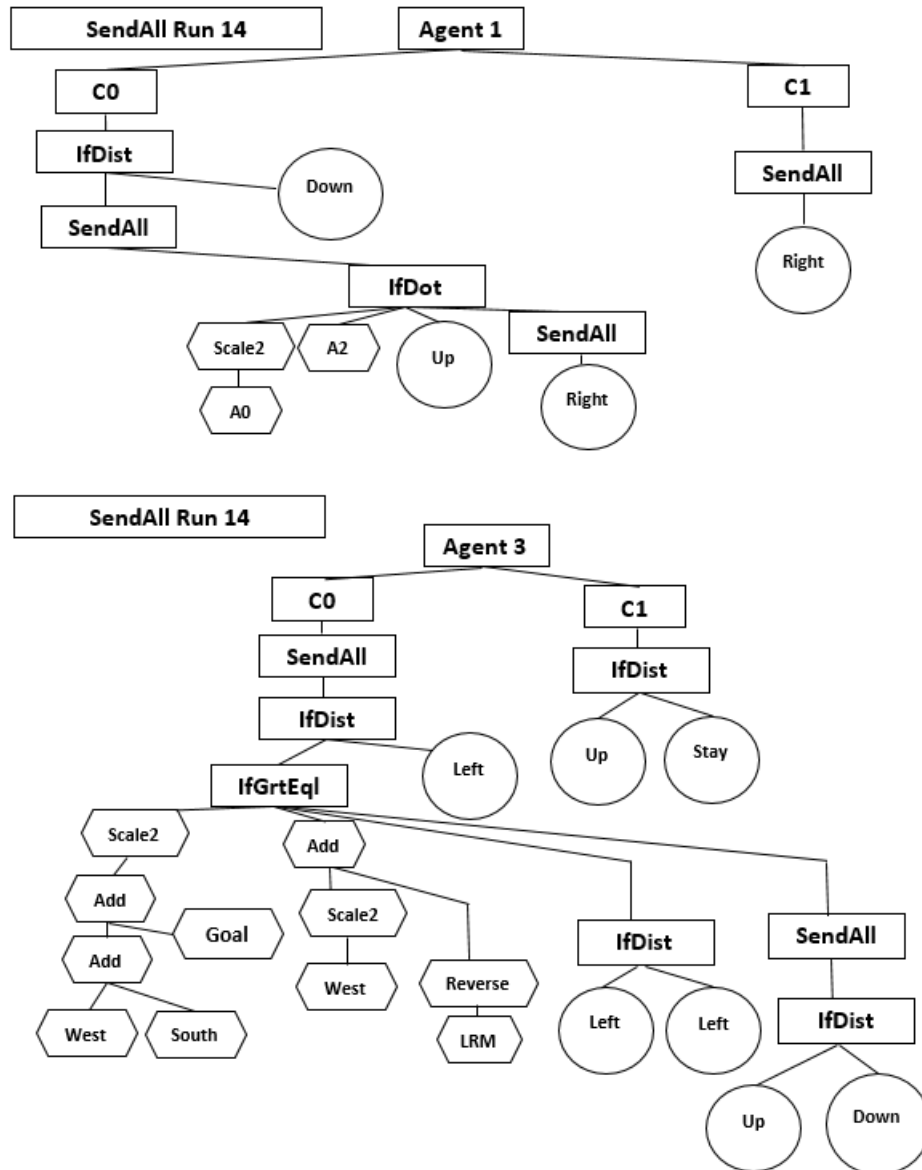 SendAll Run 14
Agent 1
C0
C1
IfDist
Down
SendAll
SendAll
Right
IfDot
Scale2
A2
Up
SendAll
A0
Right
SendAll Run 14
Agent 3
C0
C1
SendAll
IfDist
IfDist
Left
Up
Stay
IfGrtEql
Scale2
Add
Add
Goal
Scale2
IfDist
SendAll
Add
West
Reverse
West
South
LRM
Left
Left
IfDist
Up
Down